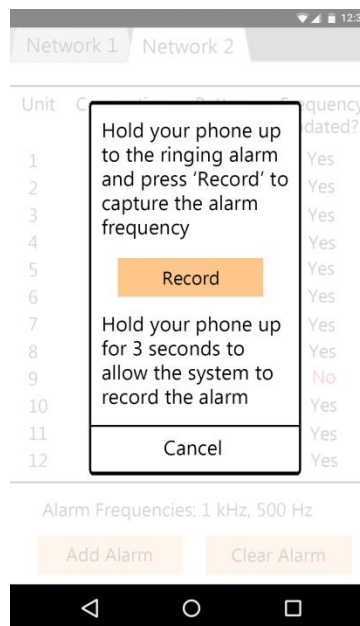 12:3
Network 1 Network 2
Unit
Frequency
Updated?
Hold your phone up
to the ringing alarm
and press 'Record' to
capture the alarm
frequency
Record
Hold your phone up
for 3 seconds to
allow the system to
record the alarm
Cancel
1 Yes
2 Yes
3 Yes
4 Yes
5 Yes
6 Yes
7 Yes
8 Yes
9 No
10 Yes
11 Yes
12 Yes
Alarm Frequencies: 1 kHz, 500 Hz
Add Alarm Clear Alarm